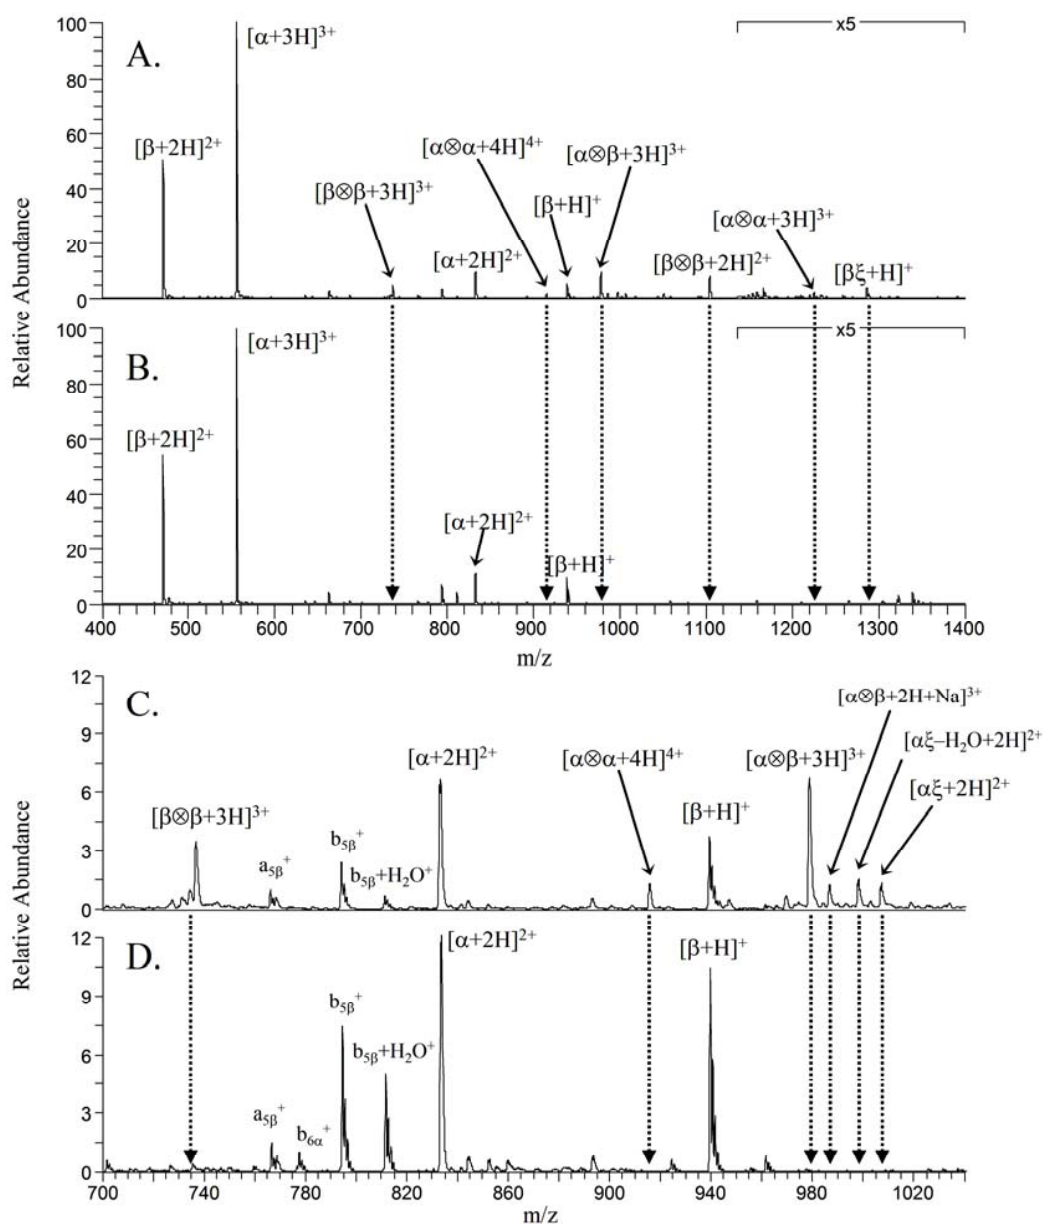 100
80
60
40
20
0
Relative Abundance
A.
[α+3H]³⁺
[β+2H]²⁺
[β⊗β+3H]³⁺
[α+2H]²⁺
[α⊗α+4H]⁴⁺
[β+H]⁺
[α⊗β+3H]³⁺
[β⊗β+2H]²⁺
[α⊗α+3H]³⁺
[βξ+H]⁺
x5
100
80
60
40
20
0
B.
[α+3H]³⁺
[β+2H]²⁺
[α+2H]²⁺
[β+H]⁺
x5
400 500 600 700 800 900 1000 1100 1200 1300 1400
m/z
12
9
6
3
0
Relative Abundance
C.
[β⊗β+3H]³⁺
a₅ᵦ⁺
b₅ᵦ⁺
b₅ᵦ+H₂O⁺
[α+2H]²⁺
[α⊗α+4H]⁴⁺
[β+H]⁺
[α⊗β+3H]³⁺
[α⊗β+2H+Na]³⁺
[αξ–H₂O+2H]²⁺
[αξ+2H]²⁺
12
9
6
3
0
D.
a₅ᵦ⁺
b₆α⁺
b₅ᵦ⁺
b₅ᵦ+H₂O⁺
[α+2H]²⁺
[β+H]⁺
700 740 780 820 860 900 940 980 1020
m/z